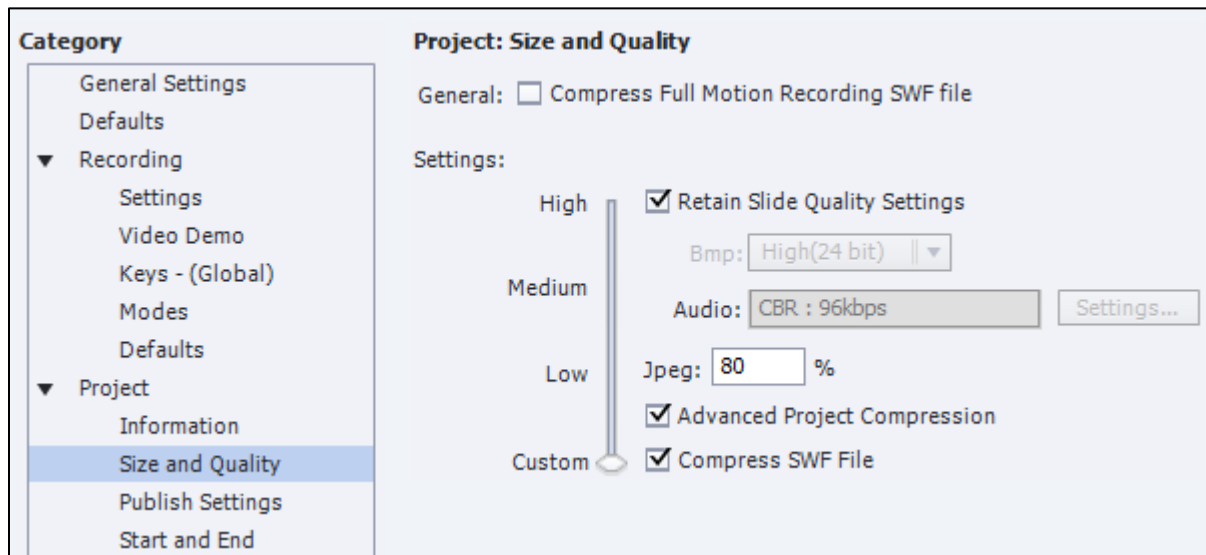 Category
General Settings
Defaults
Recording
Settings
Video Demo
Keys - (Global)
Modes
Defaults
Project
Information
Size and Quality
Publish Settings
Start and End
Project: Size and Quality
General: Compress Full Motion Recording SWF file
Settings:
High
Medium
Low
Custom
Retain Slide Quality Settings
Bmp: High(24 bit)
Audio: CBR : 96kbps Settings...
Jpeg: 80 %
Advanced Project Compression
Compress SWF File